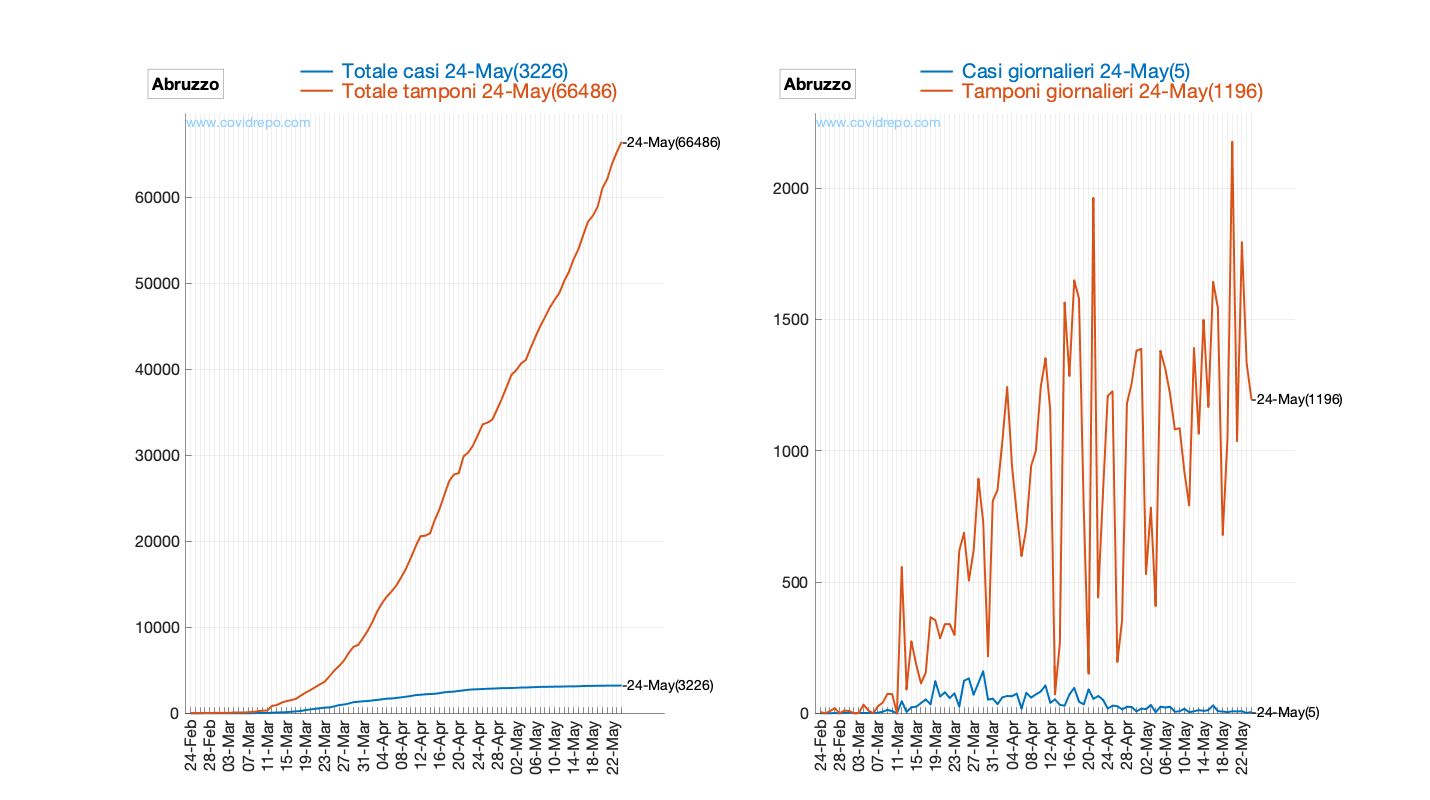 Abruzzo
Totale casi 24-May(3226)
Totale tamponi 24-May(66486)
www.covidrepo.com
24-May(66486)
60000
50000
40000
30000
20000
10000
0
24-May(3226)
24-Feb
28-Feb
03-Mar
07-Mar
11-Mar
15-Mar
19-Mar
23-Mar
27-Mar
31-Mar
04-Apr
08-Apr
12-Apr
16-Apr
20-Apr
24-Apr
28-Apr
02-May
06-May
10-May
14-May
18-May
22-May
Abruzzo
Casi giornalieri 24-May(5)
Tamponi giornalieri 24-May(1196)
www.covidrepo.com
2000
1500
24-May(1196)
1000
500
0
24-May(5)
24-Feb
28-Feb
03-Mar
07-Mar
11-Mar
15-Mar
19-Mar
23-Mar
27-Mar
31-Mar
04-Apr
08-Apr
12-Apr
16-Apr
20-Apr
24-Apr
28-Apr
02-May
06-May
10-May
14-May
18-May
22-May